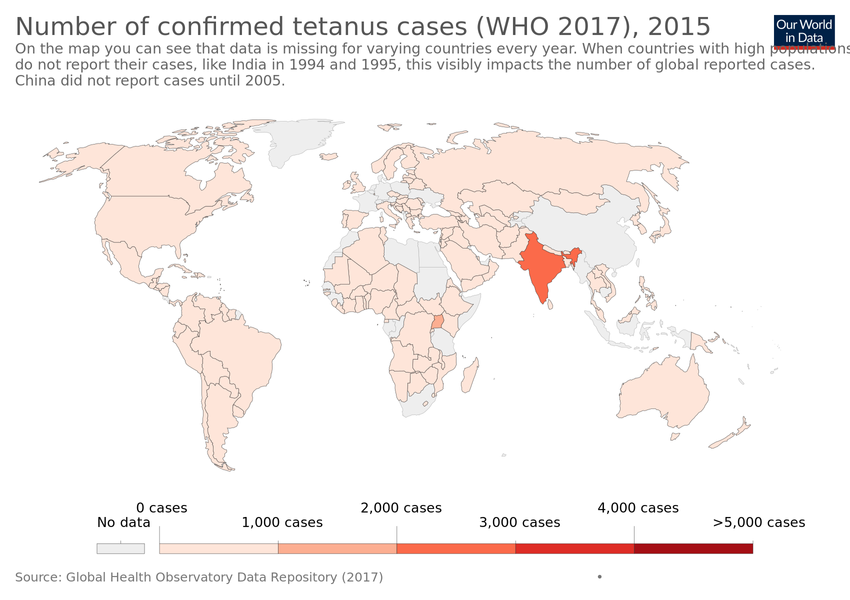 Number of confirmed tetanus cases (WHO 2017), 2015
Our World
in Data
On the map you can see that data is missing for varying countries every year. When countries with high populations
do not report their cases, like India in 1994 and 1995, this visibly impacts the number of global reported cases.
China did not report cases until 2005.
0 cases
2,000 cases
4,000 cases
No data
1,000 cases
3,000 cases
>5,000 cases
Source: Global Health Observatory Data Repository (2017)